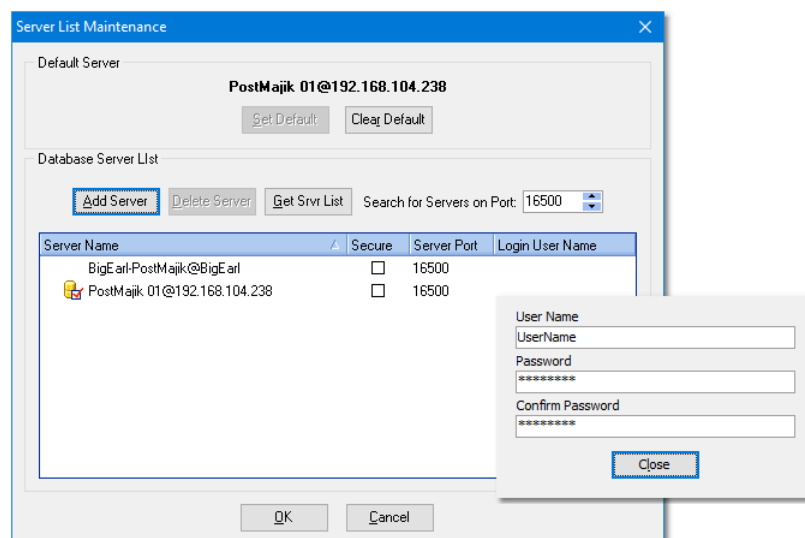 Server List Maintenance
Default Server
PostMajik 01@192.168.104.238
Set Default Clear Default
Database Server LIst
Add Server Delete Server Get Srvr List Search for Servers on Port: 16500
Server Name Secure Server Port Login User Name
BigEarl-PostMajik@BigEarl 16500
PostMajik 01@192.168.104.238 16500
User Name
UserName
Password
********
Confirm Password
********
Close
OK Cancel